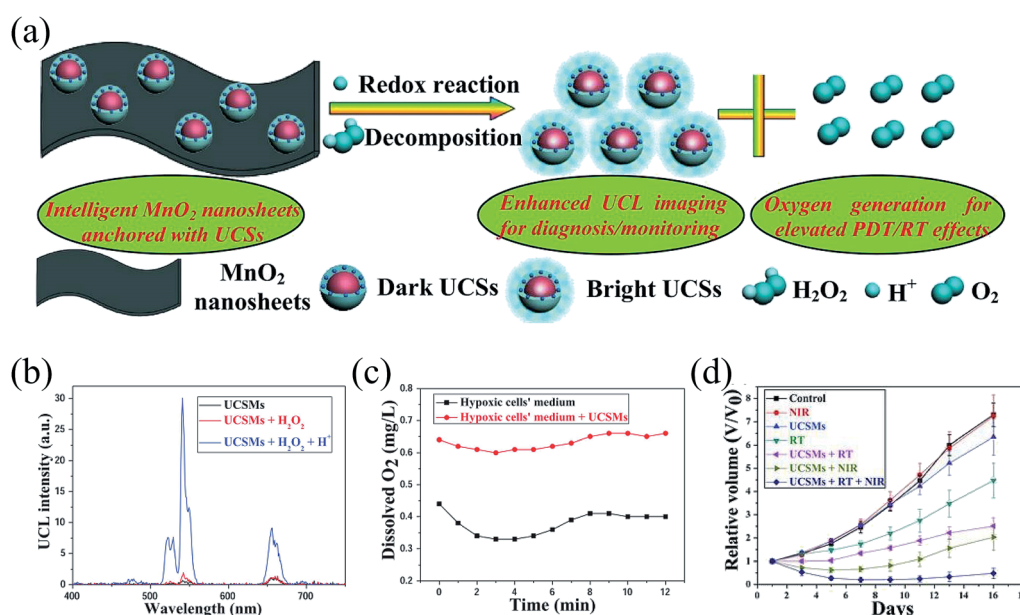 (a)
Redox reaction
Decomposition
Intelligent MnO₂ nanosheets
anchored with UCSs
Enhanced UCL imaging
for diagnosis/monitoring
Oxygen generation for
elevated PDT/RT effects
MnO₂
nanosheets
Dark UCSs
Bright UCSs
H₂O₂
H⁺
O₂
(b)
UCL intensity (a.u.)
30
25
20
15
10
5
0
UCSMs
UCSMs + H₂O₂
UCSMs + H₂O₂ + H⁺
400
500
600
700
Wavelength (nm)
(c)
Dissolved O₂ (mg/L)
0.8
0.7
0.6
0.5
0.4
0.3
0.2
Hypoxic cells' medium
Hypoxic cells' medium + UCSMs
0
2
4
6
8
10
12
Time (min)
(d)
Relative volume (V/V₀)
8
7
6
5
4
3
2
1
0
Control
NIR
UCSMs
RT
UCSMs + RT
UCSMs + NIR
UCSMs + RT + NIR
0
2
4
6
8
10
12
14
16
Days